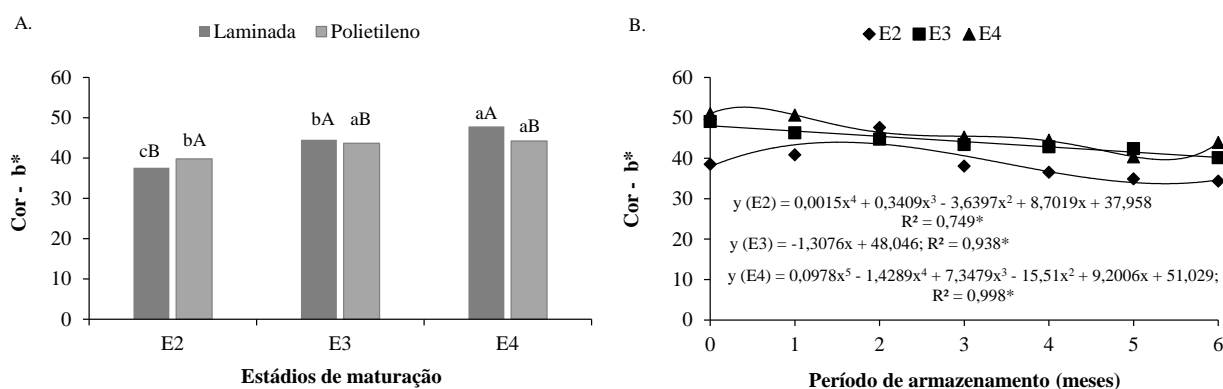 A.
Laminada Polietileno
60
50
40
30
20
10
0
Cor - b*
cB
bA
bA
aB
aA
aB
E2 E3 E4
Estádios de maturação
B.
E2 E3 E4
60
50
40
30
20
10
0
Cor - b*
y (E2) = 0,0015x⁴ + 0,3409x³ - 3,6397x² + 8,7019x + 37,958
R² = 0,749*
y (E3) = -1,3076x + 48,046; R² = 0,938*
y (E4) = 0,0978x⁵ - 1,4289x⁴ + 7,3479x³ - 15,51x² + 9,2006x + 51,029;
R² = 0,998*
0 1 2 3 4 5 6
Período de armazenamento (meses)